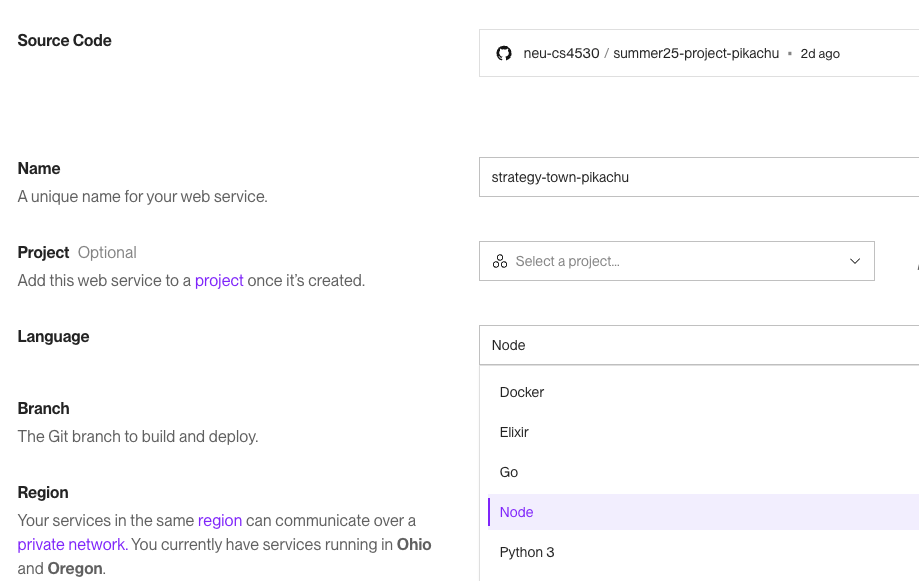 Source Code
neu-cs4530 / summer25-project-pikachu • 2d ago
Name
A unique name for your web service.
strategy-town-pikachu
Project Optional
Add this web service to a project once it's created.
Select a project...
Language
Node
Docker
Elixir
Go
Node
Python 3
Branch
The Git branch to build and deploy.
Region
Your services in the same region can communicate over a
private network. You currently have services running in Ohio
and Oregon.